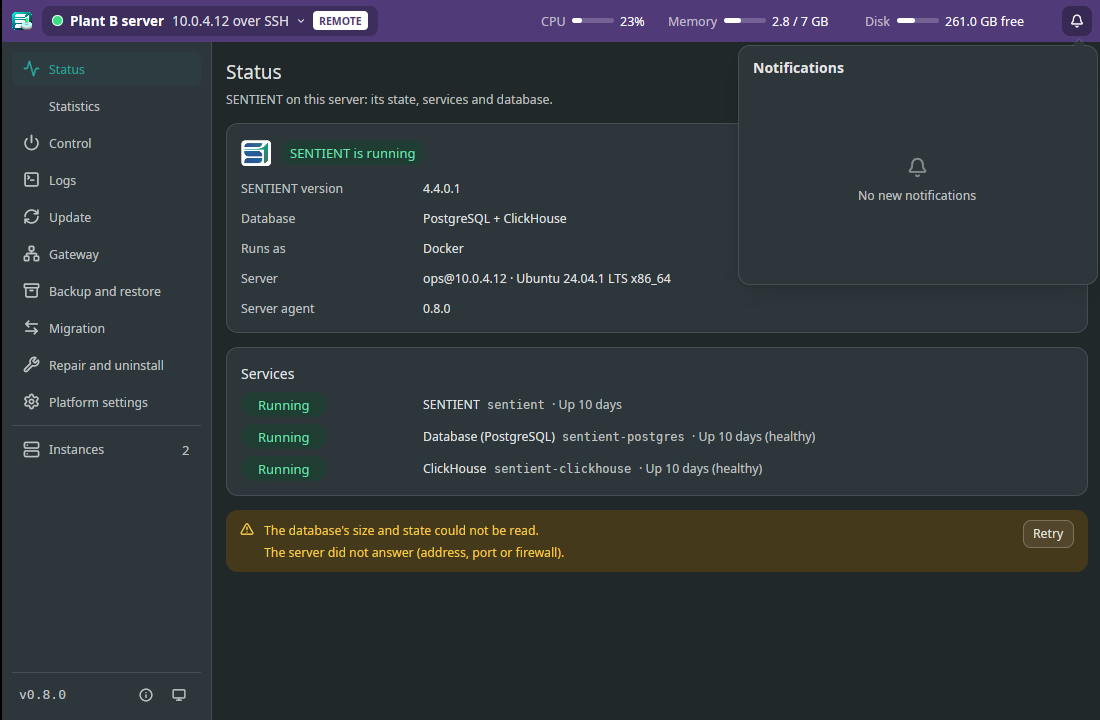 Plant B server 10.0.4.12 over SSH REMOTE CPU 23% Memory 2.8 / 7 GB Disk 261.0 GB free
Status
Statistics
Control
Logs
Update
Gateway
Backup and restore
Migration
Repair and uninstall
Platform settings
Instances 2
v0.8.0
Status
SENTIENT on this server: its state, services and database.
SENTIENT is running
SENTIENT version 4.4.0.1
Database PostgreSQL + ClickHouse
Runs as Docker
Server ops@10.0.4.12 · Ubuntu 24.04.1 LTS x86_64
Server agent 0.8.0
Notifications
No new notifications
Services
Running SENTIENT sentient · Up 10 days
Running Database (PostgreSQL) sentient-postgres · Up 10 days (healthy)
Running ClickHouse sentient-clickhouse · Up 10 days (healthy)
The database's size and state could not be read.
The server did not answer (address, port or firewall).
Retry